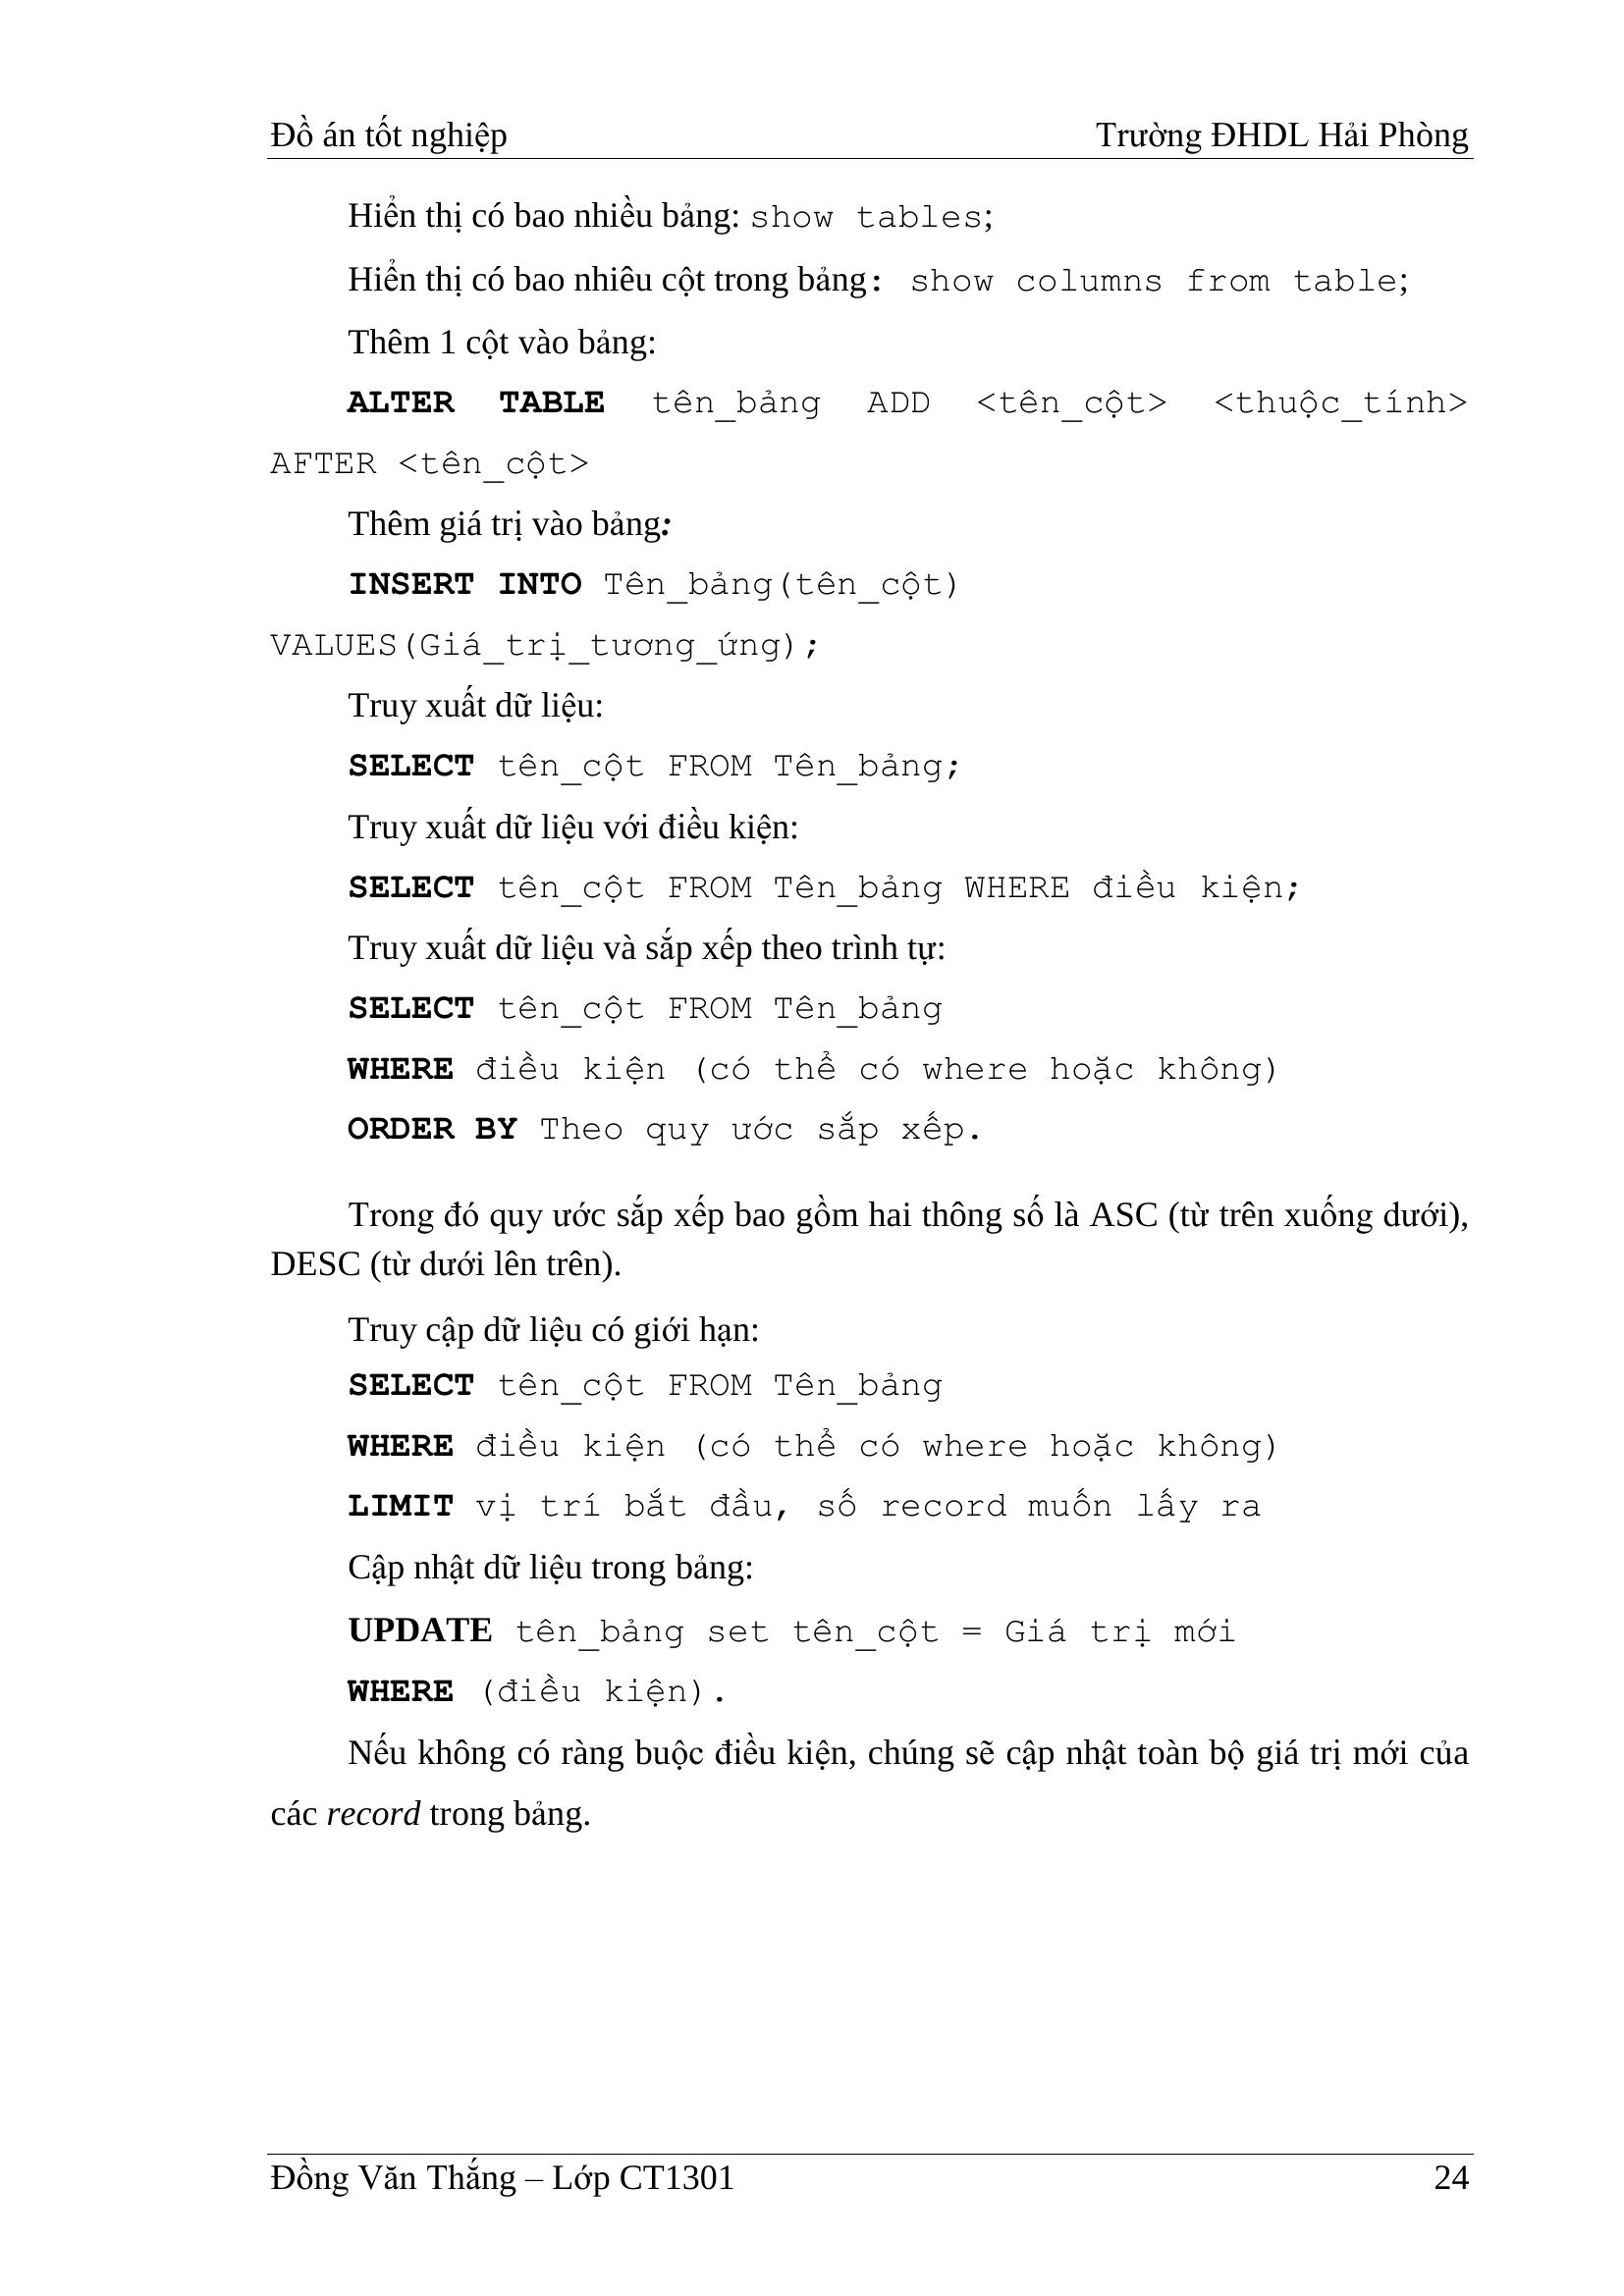 Đồ án tốt nghiệp Trường ĐHDL Hải Phòng
Hiển thị có bao nhiều bảng: show tables;
Hiển thị có bao nhiêu cột trong bảng: show columns from table;
Thêm 1 cột vào bảng:
ALTER TABLE tên_bảng ADD <tên_cột> <thuộc_tính>
AFTER <tên_cột>
Thêm giá trị vào bảng:
INSERT INTO Tên_bảng(tên_cột)
VALUES(Giá_trị_tương_ứng);
Truy xuất dữ liệu:
SELECT tên_cột FROM Tên_bảng;
Truy xuất dữ liệu với điều kiện:
SELECT tên_cột FROM Tên_bảng WHERE điều kiện;
Truy xuất dữ liệu và sắp xếp theo trình tự:
SELECT tên_cột FROM Tên_bảng
WHERE điều kiện (có thể có where hoặc không)
ORDER BY Theo quy ước sắp xếp.
Trong đó quy ước sắp xếp bao gồm hai thông số là ASC (từ trên xuống dưới),
DESC (từ dưới lên trên).
Truy cập dữ liệu có giới hạn:
SELECT tên_cột FROM Tên_bảng
WHERE điều kiện (có thể có where hoặc không)
LIMIT vị trí bắt đầu, số record muốn lấy ra
Cập nhật dữ liệu trong bảng:
UPDATE tên_bảng set tên_cột = Giá trị mới
WHERE (điều kiện).
Nếu không có ràng buộc điều kiện, chúng sẽ cập nhật toàn bộ giá trị mới của
các record trong bảng.
Đồng Văn Thắng – Lớp CT1301 24